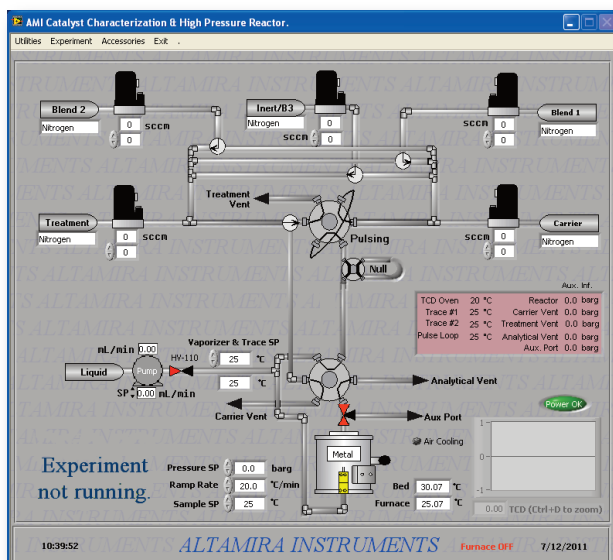 AMI Catalyst Characterization & High Pressure Reactor.
Utilities Experiment Accessories Exit .
Blend 2
Nitrogen
0 sccm
0
Inert/B3
Nitrogen
0 sccm
0
Blend 1
Nitrogen
0 sccm
0
Treatment
Nitrogen
0 sccm
0
Treatment
Vent
Pulsing
Carrier
Nitrogen
0 sccm
0
Null
Aux. Inf.
TCD Oven 20 °C Reactor 0.0 barg
Trace #1 25 °C Carrier Vent 0.0 barg
Trace #2 25 °C Treatment Vent 0.0 barg
Pulse Loop 25 °C Analytical Vent 0.0 barg
Aux. Port 0.0 barg
mL/min 0.00
HV-110
Liquid
Pump
SP 0.00 mL/min
Vaporizer & Trace SP
25 °C
25 °C
Analytical Vent
Carrier Vent
Aux Port
Power OK
Air Cooling
Metal
1
0
-1
0.00 TCD (Ctrl+D to zoom)
Experiment
not running.
Pressure SP 0.0 barg
Ramp Rate 20.0 °C/min
Sample SP 25 °C
Bed 30.07 °C
Furnace 25.07 °C
10:39:52
ALTAMIRA INSTRUMENTS
Furnace OFF
7/12/2011